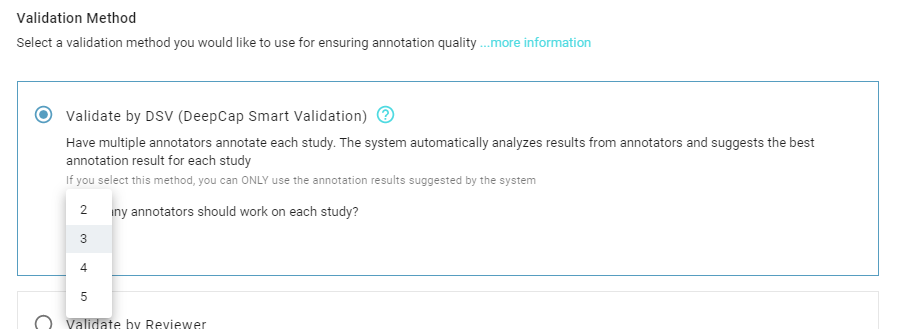 Validation Method
Select a validation method you would like to use for ensuring annotation quality ...more information
Validate by DSV (DeepCap Smart Validation) ?
Have multiple annotators annotate each study. The system automatically analyzes results from annotators and suggests the best
annotation result for each study
If you select this method, you can ONLY use the annotation results suggested by the system
annotators should work on each study?
2
3
4
5
Validate by Reviewer